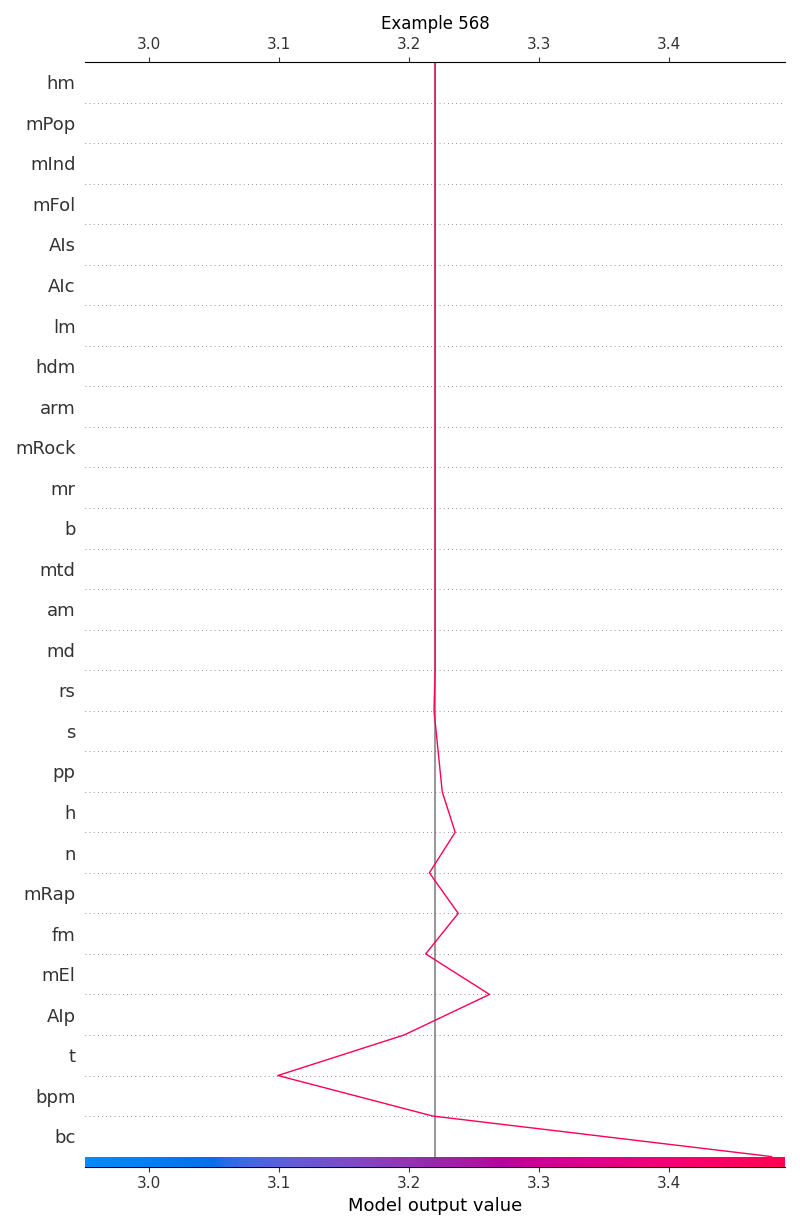 Example 568
3.0 3.1 3.2 3.3 3.4
hm
mPop
mInd
mFol
AIs
AIc
lm
hdm
arm
mRock
mr
b
mtd
am
md
rs
s
pp
h
n
mRap
fm
mEl
AIp
t
bpm
bc
3.0 3.1 3.2 3.3 3.4
Model output value